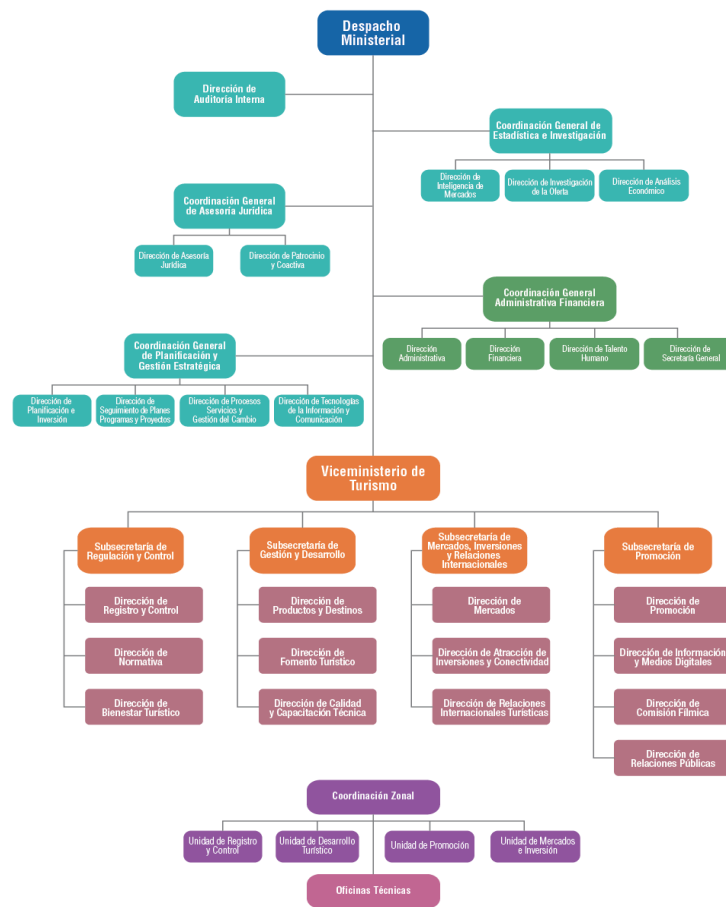 Despacho
Ministerial
Dirección de
Auditoría Interna
Coordinación General de
Estadística e Investigación
Dirección de
Inteligencia de
Mercados
Dirección de Investigación
de la Oferta
Dirección de Análisis
Económico
Coordinación General
de Asesoría Jurídica
Dirección de Asesoría
Jurídica
Dirección de Patrocinio
y Coactiva
Coordinación General
Administrativa Financiera
Dirección
Administrativa
Dirección
Financiera
Dirección de Talento
Humano
Dirección de
Secretaría General
Coordinación General
de Planificación y
Gestión Estratégica
Dirección de
Planificación e
Inversión
Dirección de
Seguimiento de Planes
Programas y Proyectos
Dirección de Procesos
Servicios y
Gestión del Cambio
Dirección de Tecnologías
de la Información y
Comunicación
Viceministerio de
Turismo
Subsecretaría de
Regulación y Control
Subsecretaría de
Gestión y Desarrollo
Subsecretaría de
Mercados, Inversiones
y Relaciones
Internacionales
Subsecretaría de
Promoción
Dirección de
Registro y Control
Dirección de
Productos y Destinos
Dirección de
Mercados
Dirección de
Promoción
Dirección de
Normativa
Dirección de
Fomento Turístico
Dirección de Atracción de
Inversiones y Conectividad
Dirección de Información
y Medios Digitales
Dirección de
Bienestar Turístico
Dirección de Calidad
y Capacitación Técnica
Dirección de Relaciones
Internacionales Turísticas
Dirección de
Comisión Fílmica
Dirección de
Relaciones Públicas
Coordinación Zonal
Unidad de Registro
y Control
Unidad de Desarrollo
Turístico
Unidad de Promoción
Unidad de Mercados
e Inversión
Oficinas Técnicas